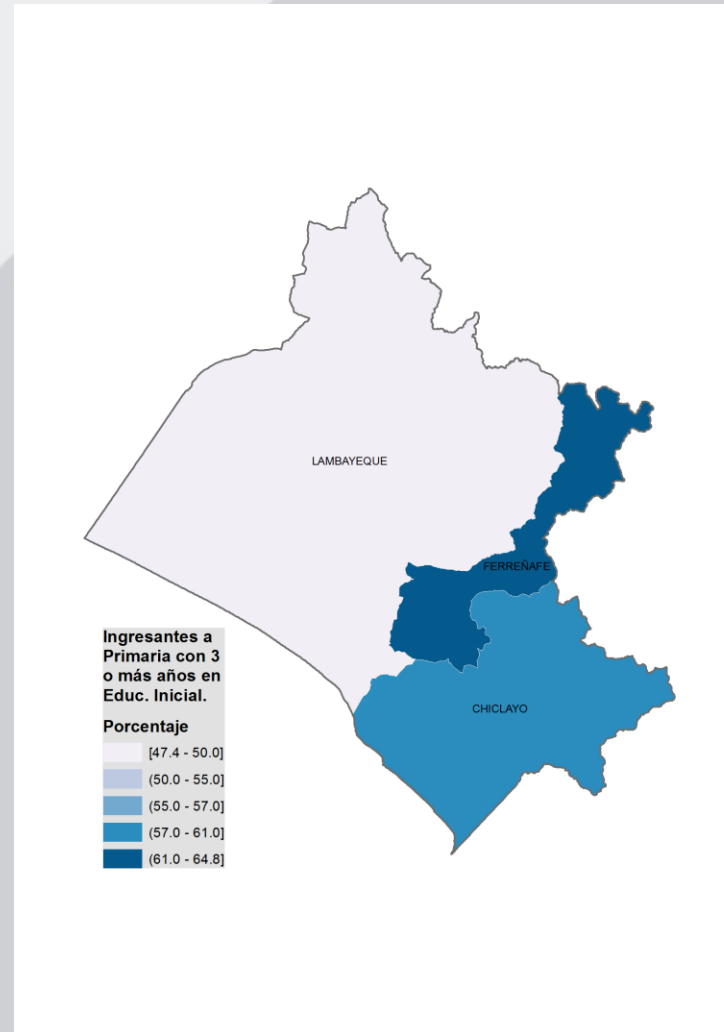 LAMBAYEQUE
FERREÑAFE
CHICLAYO
Ingresantes a
Primaria con 3
o más años en
Educ. Inicial.
Porcentaje
[47.4 - 50.0]
(50.0 - 55.0]
(55.0 - 57.0]
(57.0 - 61.0]
(61.0 - 64.8]